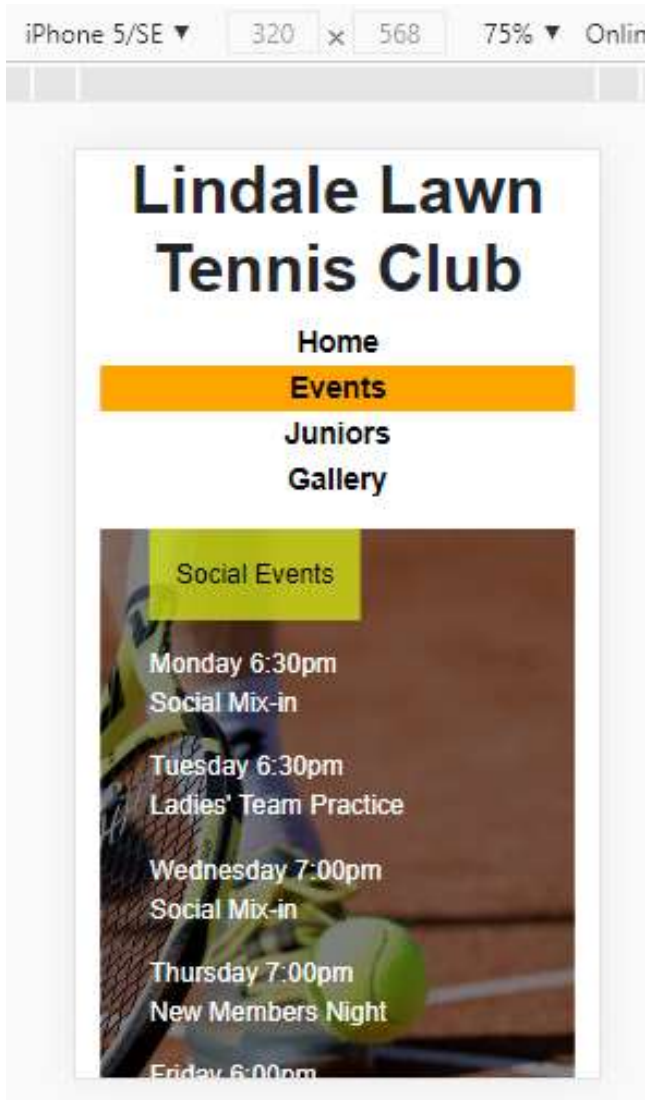 iPhone 5/SE ▼ 320 × 568 75% ▼ Onlin
Lindale Lawn
Tennis Club
Home
Events
Juniors
Gallery
Social Events
Monday 6:30pm
Social Mix-in
Tuesday 6:30pm
Ladies' Team Practice
Wednesday 7:00pm
Social Mix-in
Thursday 7:00pm
New Members Night
Friday 6:00pm